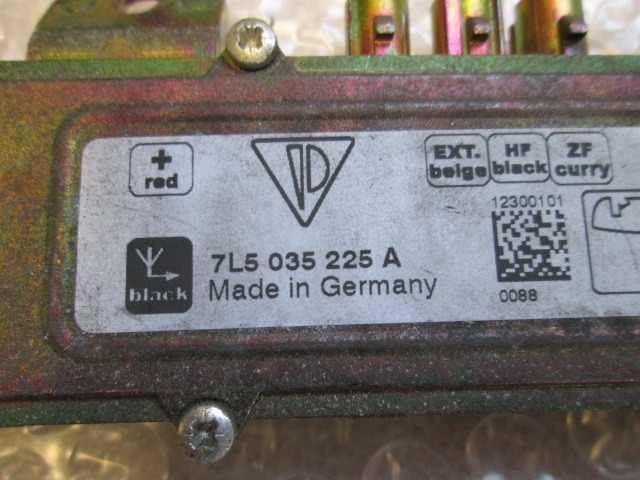 +
red
EXT.
beige
HF
black
ZF
curry
black
7L5 035 225 A
Made in Germany
12300101
0088